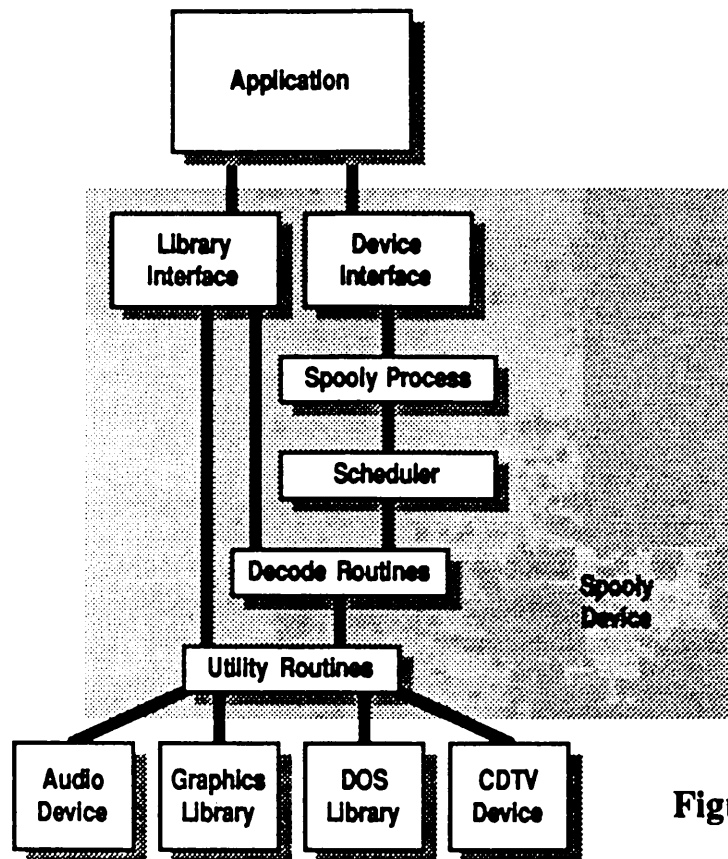 Application
Library
Interface
Device
Interface
Spooly Process
Scheduler
Decode Routines
Spooly
Device
Utility Routines
Audio
Device
Graphics
Library
DOS
Library
CDTV
Device
Figu